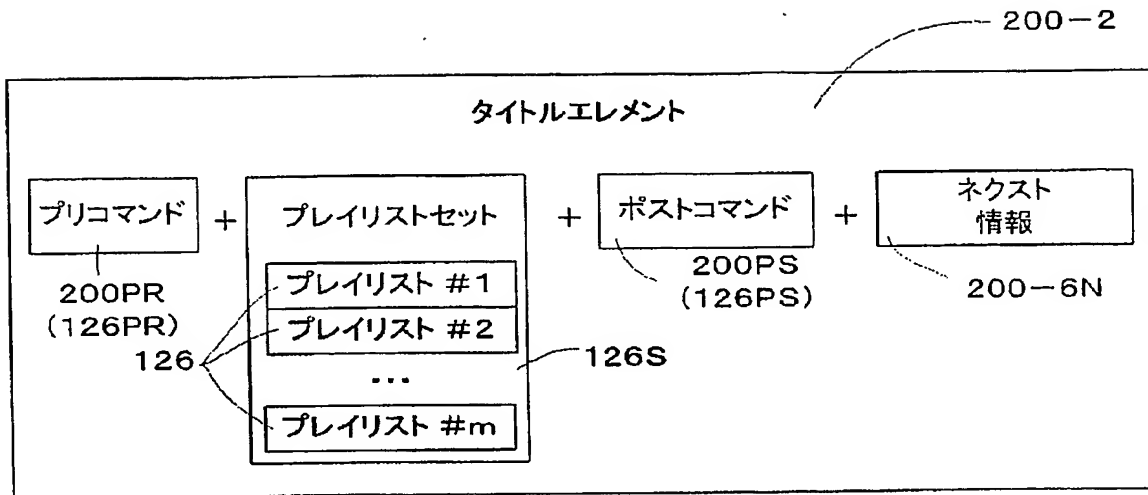 200-2
タイトルエレメント
プリコマンド + プレイリストセット + ポストコマンド + ネクスト情報
200PR
(126PR)
プレイリスト #1
プレイリスト #2
...
プレイリスト #m
126
126S
200PS
(126PS)
200-6N